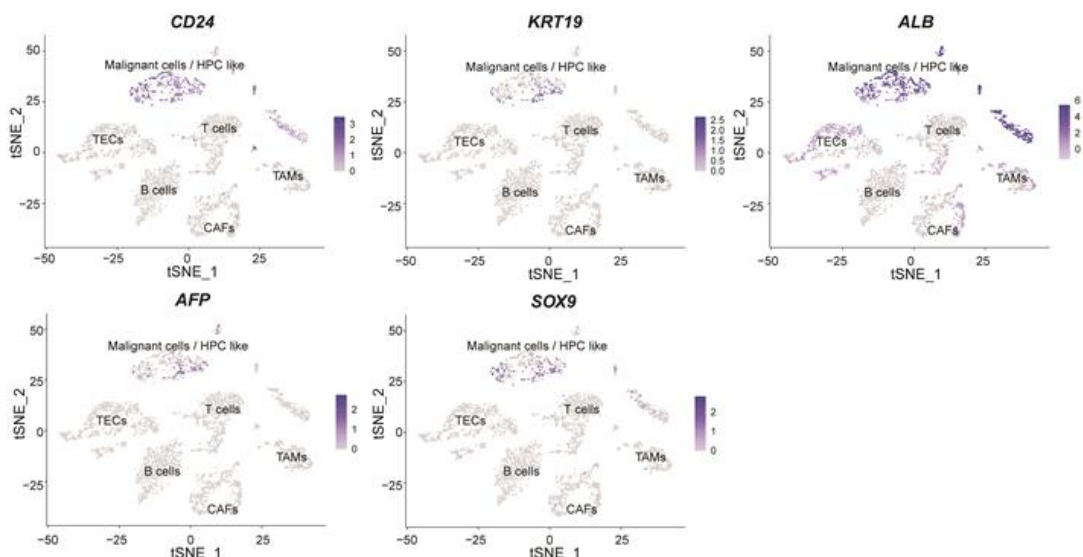 CD24
KRT19
ALB
50
25
0
−25
tSNE_2
Malignant cells / HPC like
TECs
T cells
B cells
TAMs
CAFs
3
2
1
0
−50
−25
0
25
tSNE_1
50
25
0
−25
tSNE_2
Malignant cells / HPC like
TECs
T cells
B cells
TAMs
CAFs
2.5
2.0
1.5
1.0
0.5
0.0
−50
−25
0
25
tSNE_1
50
25
0
−25
tSNE_2
Malignant cells / HPC like
TECs
T cells
B cells
TAMs
CAFs
6
4
2
0
−50
−25
0
25
tSNE_1
AFP
SOX9
50
25
0
−25
tSNE_2
Malignant cells / HPC like
TECs
T cells
B cells
TAMs
CAFs
2
1
0
−50
−25
0
25
tSNE_1
50
25
0
−25
tSNE_2
Malignant cells / HPC like
TECs
T cells
B cells
TAMs
CAFs
2
1
0
−50
−25
0
25
tSNE_1